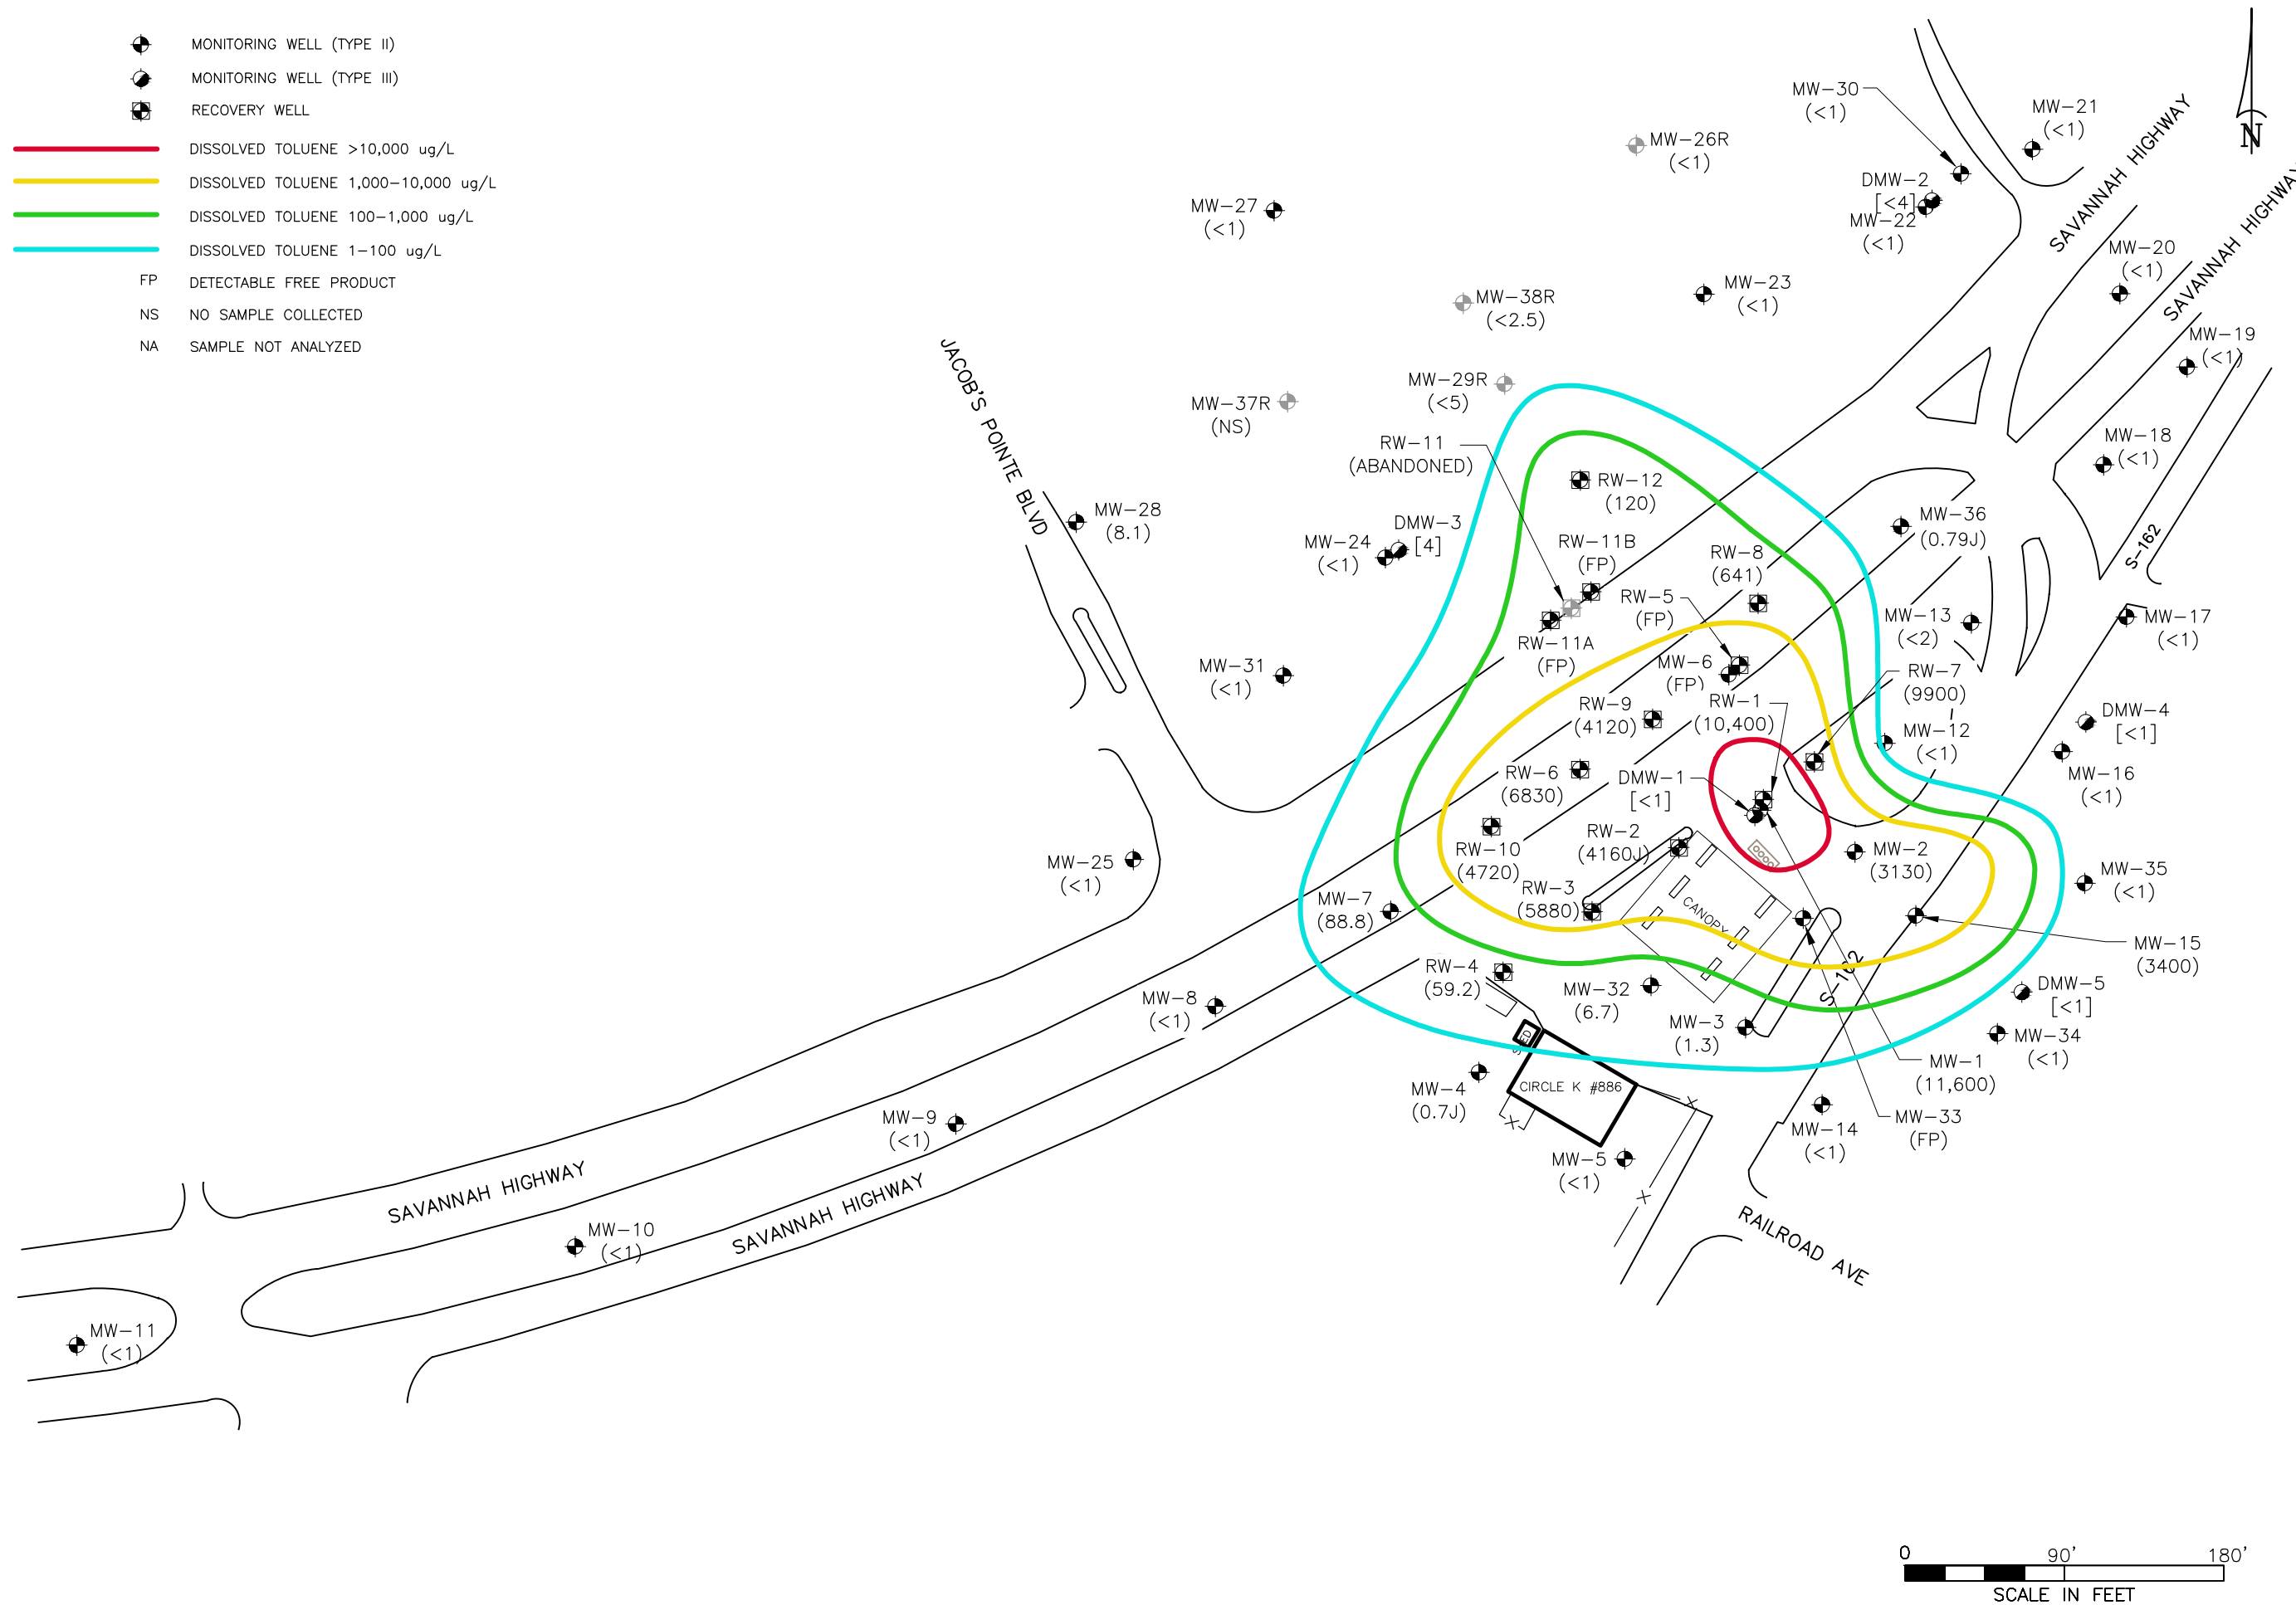 MONITORING WELL (TYPE II)
MONITORING WELL (TYPE III)
RECOVERY WELL
DISSOLVED TOLUENE >10,000 ug/L
DISSOLVED TOLUENE 1,000-10,000 ug/L
DISSOLVED TOLUENE 100-1,000 ug/L
DISSOLVED TOLUENE 1-100 ug/L
FP DETECTABLE FREE PRODUCT
NS NO SAMPLE COLLECTED
NA SAMPLE NOT ANALYZED
N
MW-30
(<1)
MW-21
(<1)
MW-26R
(<1)
DMW-2
[<4]
MW-22
(<1)
MW-27
(<1)
SAVANNAH HIGHWAY
SAVANNAH HIGHWAY
MW-20
(<1)
MW-23
(<1)
MW-38R
(<2.5)
MW-19
(<1)
JACOB'S POINTE BLVD
MW-29R
(<5)
MW-37R
(NS)
RW-11
(ABANDONED)
MW-18
(<1)
RW-12
(120)
MW-28
(8.1)
DMW-3
[4]
MW-24
(<1)
MW-36
(0.79J)
RW-11B
(FP)
RW-8
(641)
S-162
RW-5
(FP)
MW-13
(<2)
MW-17
(<1)
RW-11A
(FP)
MW-6
(FP)
MW-31
(<1)
RW-7
(9900)
RW-9
(4120)
RW-1
(10,400)
DMW-4
[<1]
MW-12
(<1)
MW-16
(<1)
RW-6
(6830)
DMW-1
[<1]
RW-2
(4160J)
RW-10
(4720)
MW-2
(3130)
MW-25
(<1)
MW-35
(<1)
RW-3
(5880)
MW-7
(88.8)
CANOPY
MW-15
(3400)
RW-4
(59.2)
S-162
MW-32
(6.7)
DMW-5
[<1]
MW-8
(<1)
MW-3
(1.3)
MW-34
(<1)
SHED
MW-1
(11,600)
MW-4
(0.7J)
CIRCLE K #886
X
X
X
MW-33
(FP)
MW-9
(<1)
MW-14
(<1)
MW-5
(<1)
SAVANNAH HIGHWAY
SAVANNAH HIGHWAY
RAILROAD AVE
MW-10
(<1)
MW-11
(<1)
0 90' 180'
SCALE IN FEET